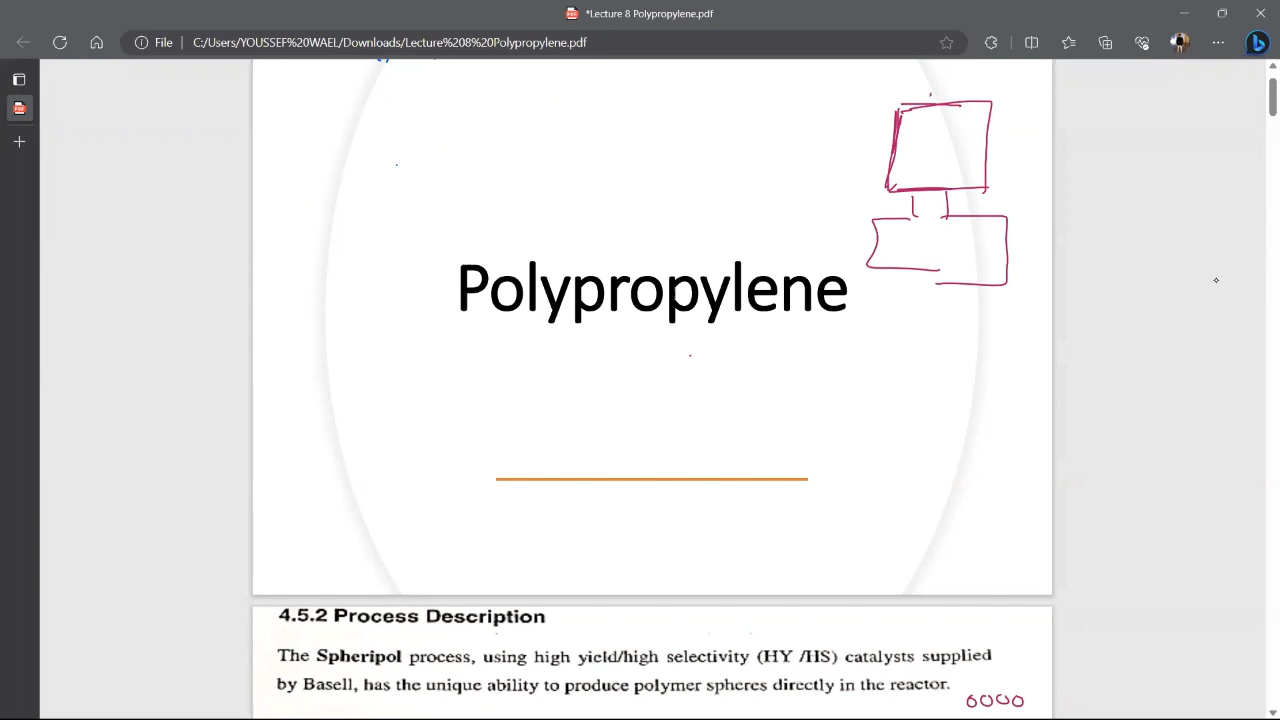 *Lecture 8 Polypropylene.pdf
File | C:/Users/YOUSSEF%20WAEL/Downloads/Lecture%208%20Polypropylene.pdf
Polypropylene
4.5.2 Process Description
The Spheripol process, using high yield/high selectivity (HY /HS) catalysts supplied
by Basell, has the unique ability to produce polymer spheres directly in the reactor.